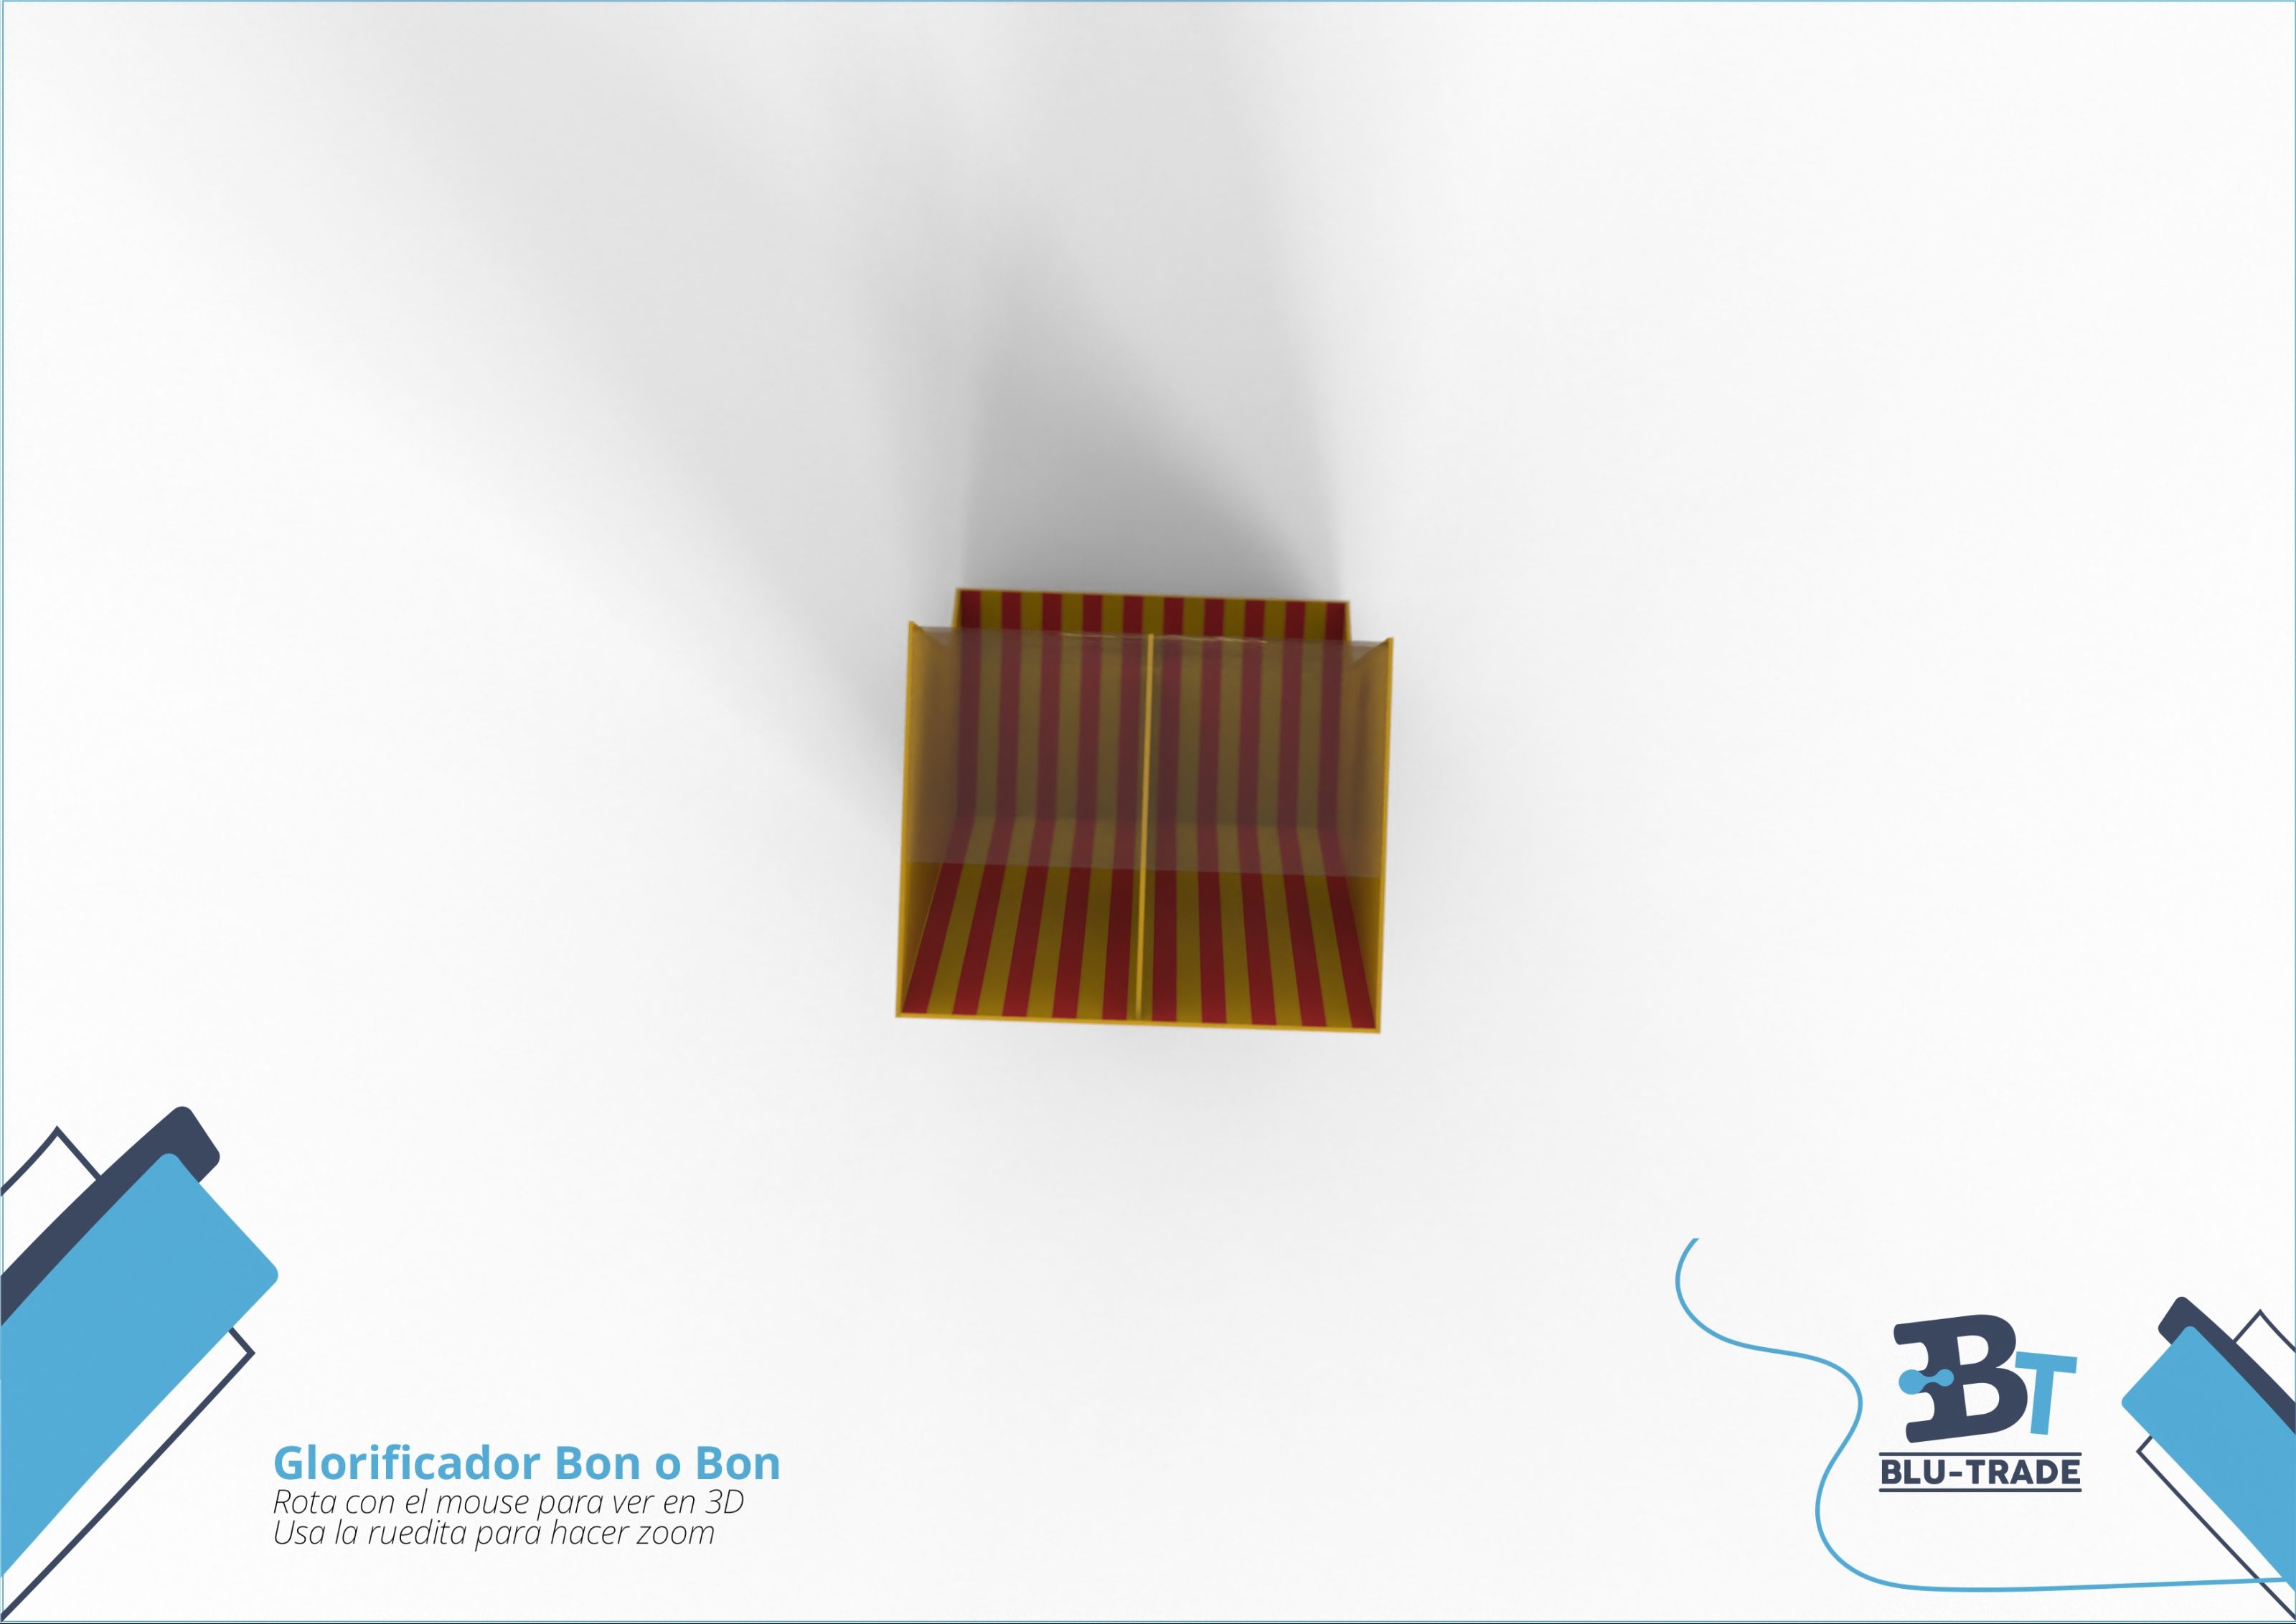 Glorificador Bon o Bon
Rota con el mouse para ver en 3D
Usa la ruedita para hacer zoom
BT
BLU-TRADE